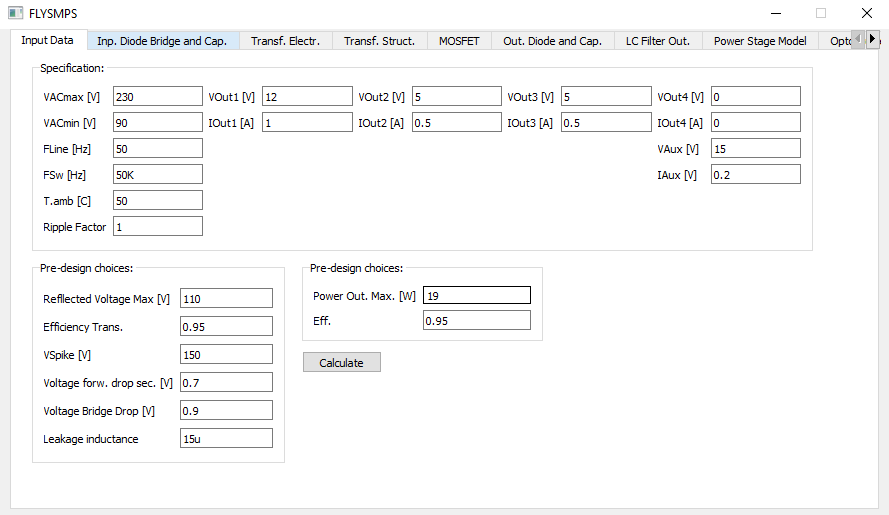 FLYSMPS
Input Data Inp. Diode Bridge and Cap. Transf. Electr. Transf. Struct. MOSFET Out. Diode and Cap. LC Filter Out. Power Stage Model
Specification:
VACmax [V] 230 VOut1 [V] 12 VOut2 [V] 5 VOut3 [V] 5 VOut4 [V] 0
VACmin [V] 90 IOut1 [A] 1 IOut2 [A] 0.5 IOut3 [A] 0.5 IOut4 [A] 0
FLine [Hz] 50 VAux [V] 15
FSw [Hz] 50K IAux [V] 0.2
T.amb [C] 50
Ripple Factor 1
Pre-design choices: Pre-design choices:
Refllected Voltage Max [V] 110 Power Out. Max. [W] 19
Efficiency Trans. 0.95 Eff. 0.95
VSpike [V] 150 Calculate
Voltage forw. drop sec. [V] 0.7
Voltage Bridge Drop [V] 0.9
Leakage inductance 15u